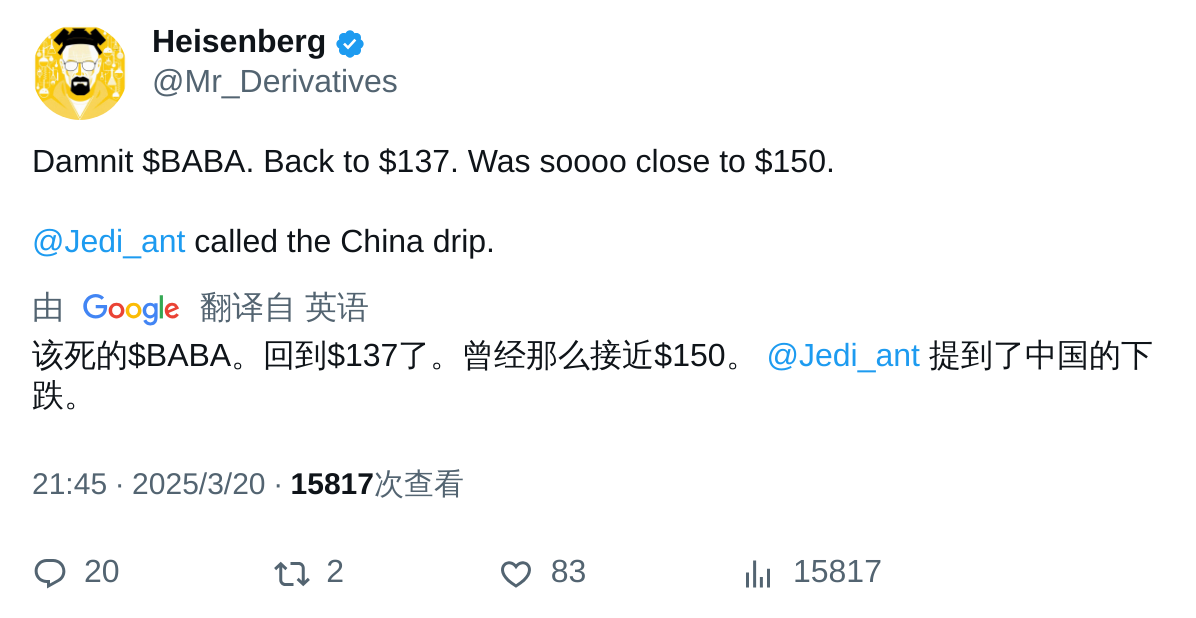 Heisenberg
@Mr_Derivatives
Damnit $BABA. Back to $137. Was soooo close to $150.
@Jedi_ant called the China drip.
由 Google 翻译自 英语
该死的$BABA。回到$137了。曾经那么接近$150。 @Jedi_ant 提到了中国的下
跌。
21:45 · 2025/3/20 · 15817次查看
20 2 83 15817